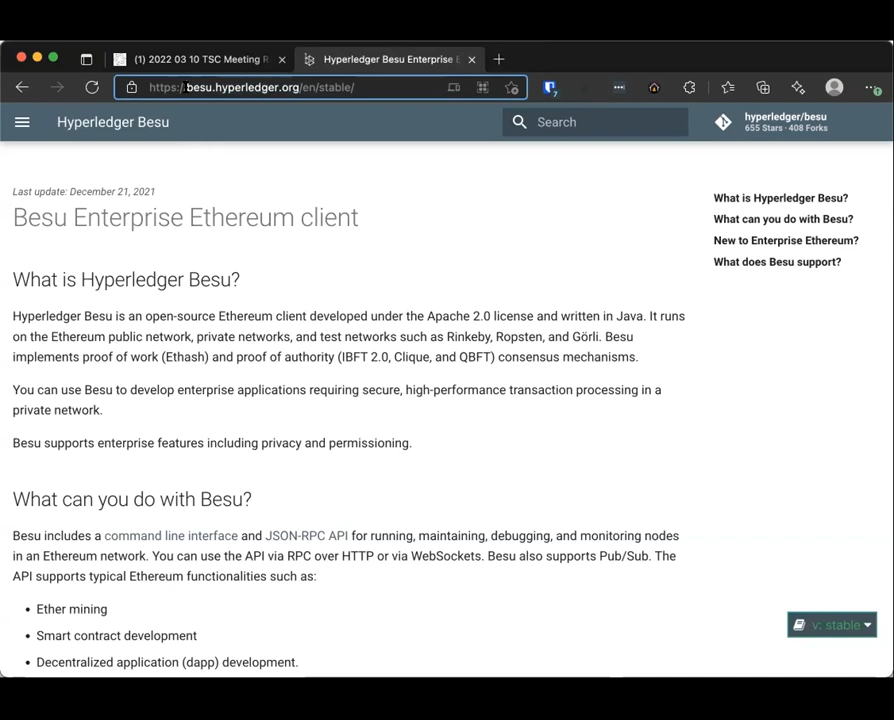 (1) 2022 03 10 TSC Meeting R
Hyperledger Besu Enterprise E
https://besu.hyperledger.org/en/stable/
7
1
Hyperledger Besu
Search
hyperledger/besu
655 Stars · 408 Forks
Last update: December 21, 2021
Besu Enterprise Ethereum client
What is Hyperledger Besu?
Hyperledger Besu is an open-source Ethereum client developed under the Apache 2.0 license and written in Java. It runs
on the Ethereum public network, private networks, and test networks such as Rinkeby, Ropsten, and Görli. Besu
implements proof of work (Ethash) and proof of authority (IBFT 2.0, Clique, and QBFT) consensus mechanisms.
You can use Besu to develop enterprise applications requiring secure, high-performance transaction processing in a
private network.
Besu supports enterprise features including privacy and permissioning.
What can you do with Besu?
Besu includes a command line interface and JSON-RPC API for running, maintaining, debugging, and monitoring nodes
in an Ethereum network. You can use the API via RPC over HTTP or via WebSockets. Besu also supports Pub/Sub. The
API supports typical Ethereum functionalities such as:
• Ether mining
• Smart contract development
• Decentralized application (dapp) development.
What is Hyperledger Besu?
What can you do with Besu?
New to Enterprise Ethereum?
What does Besu support?
v: stable